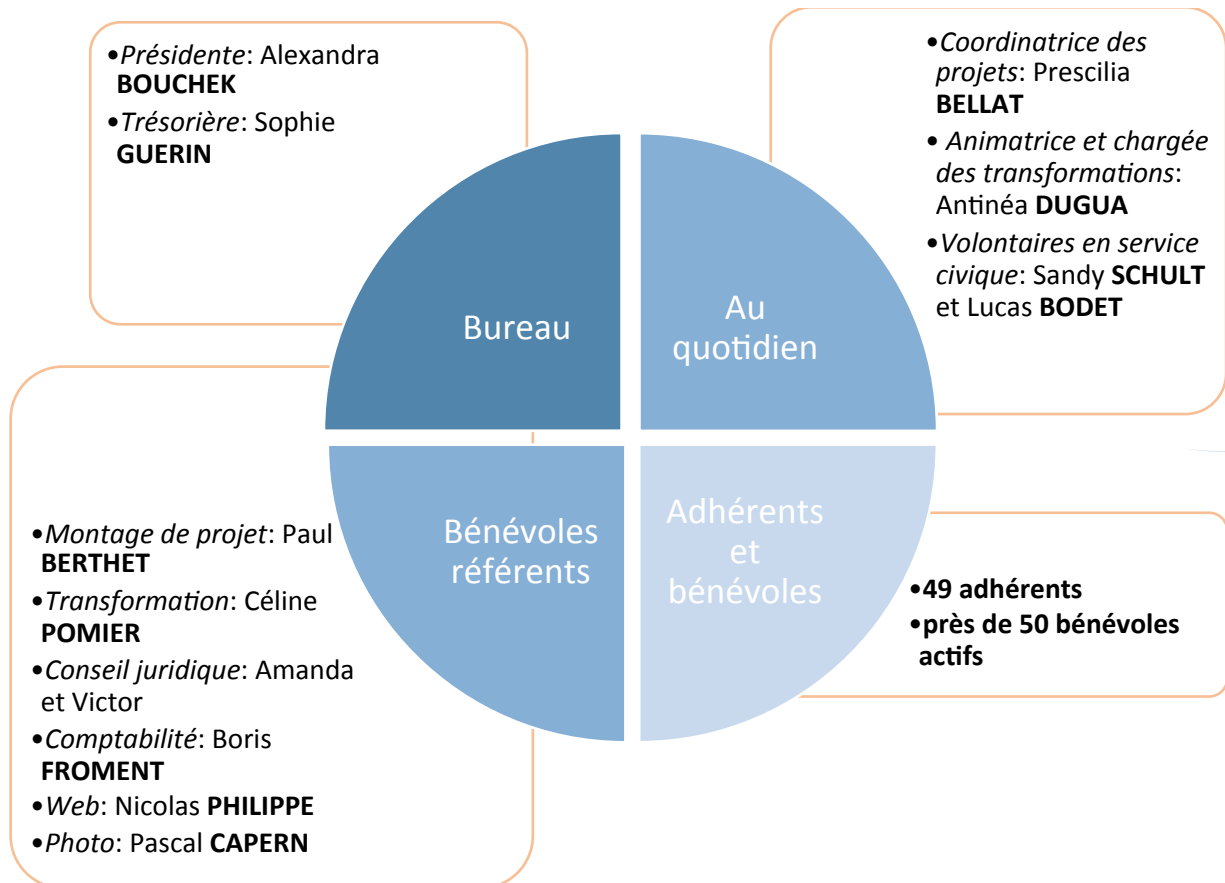 •Présidente: Alexandra
BOUCHEK
•Trésorière: Sophie
GUERIN
•Coordinatrice des
projets: Prescilia
BELLAT
• Animatrice et chargée
des transformations:
Antinéa DUGUA
•Volontaires en service
civique: Sandy SCHULT
et Lucas BODET
Bureau
Au
quotidien
Bénévoles
référents
Adhérents
et
bénévoles
•Montage de projet: Paul
BERTHET
•Transformation: Céline
POMIER
•Conseil juridique: Amanda
et Victor
•Comptabilité: Boris
FROMENT
•Web: Nicolas PHILIPPE
•Photo: Pascal CAPERN
•49 adhérents
•près de 50 bénévoles
actifs